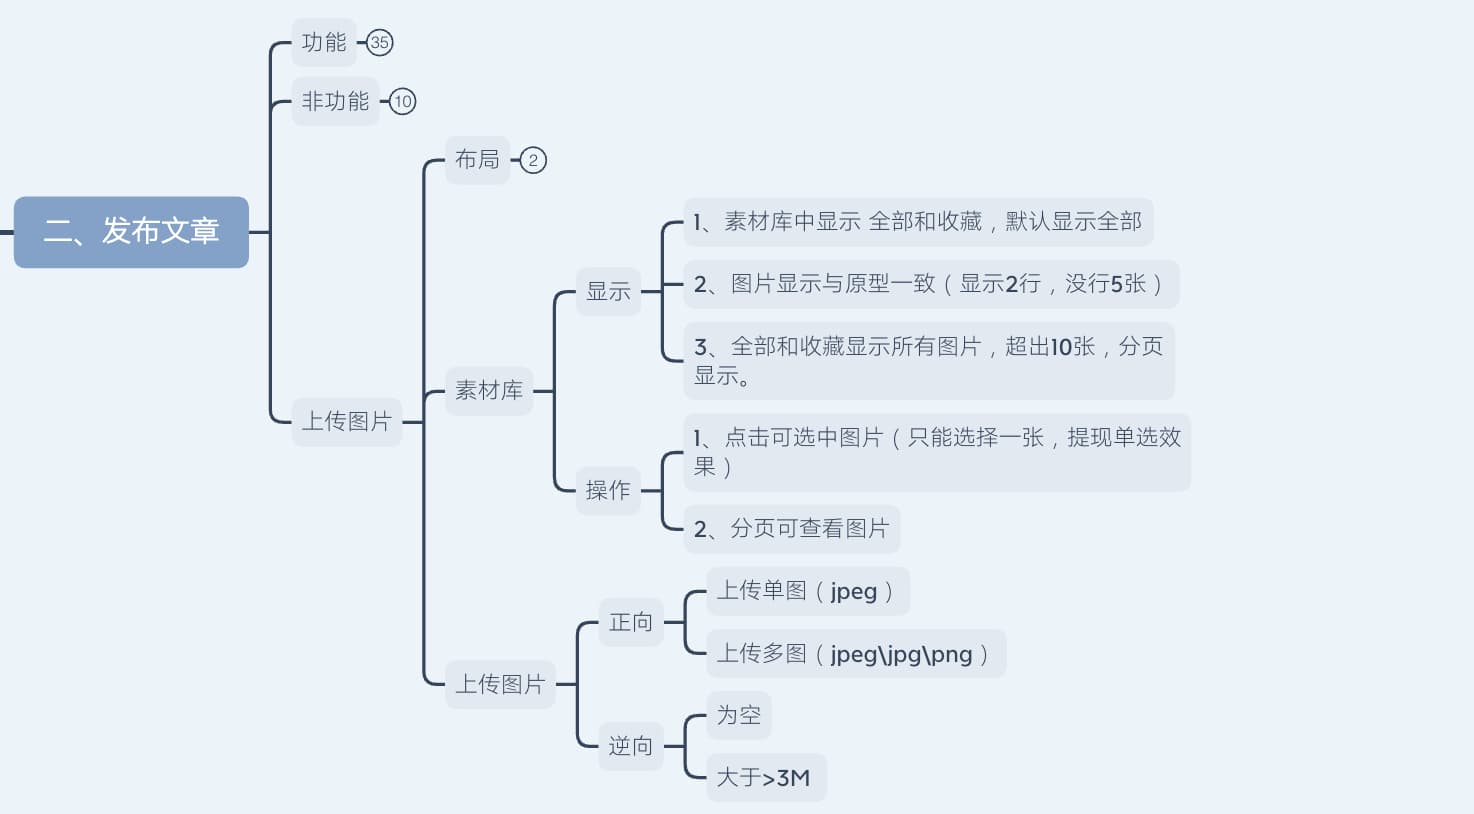 功能
35
非功能
10
布局
2
二、发布文章
1、素材库中显示 全部和收藏，默认显示全部
显示
2、图片显示与原型一致（显示2行，没行5张）
3、全部和收藏显示所有图片，超出10张，分页
显示。
素材库
上传图片
1、点击可选中图片（只能选择一张，提现单选效
果）
操作
2、分页可查看图片
上传图片
正向
上传单图（jpeg）
上传多图（jpeg\jpg\png）
逆向
为空
大于>3M